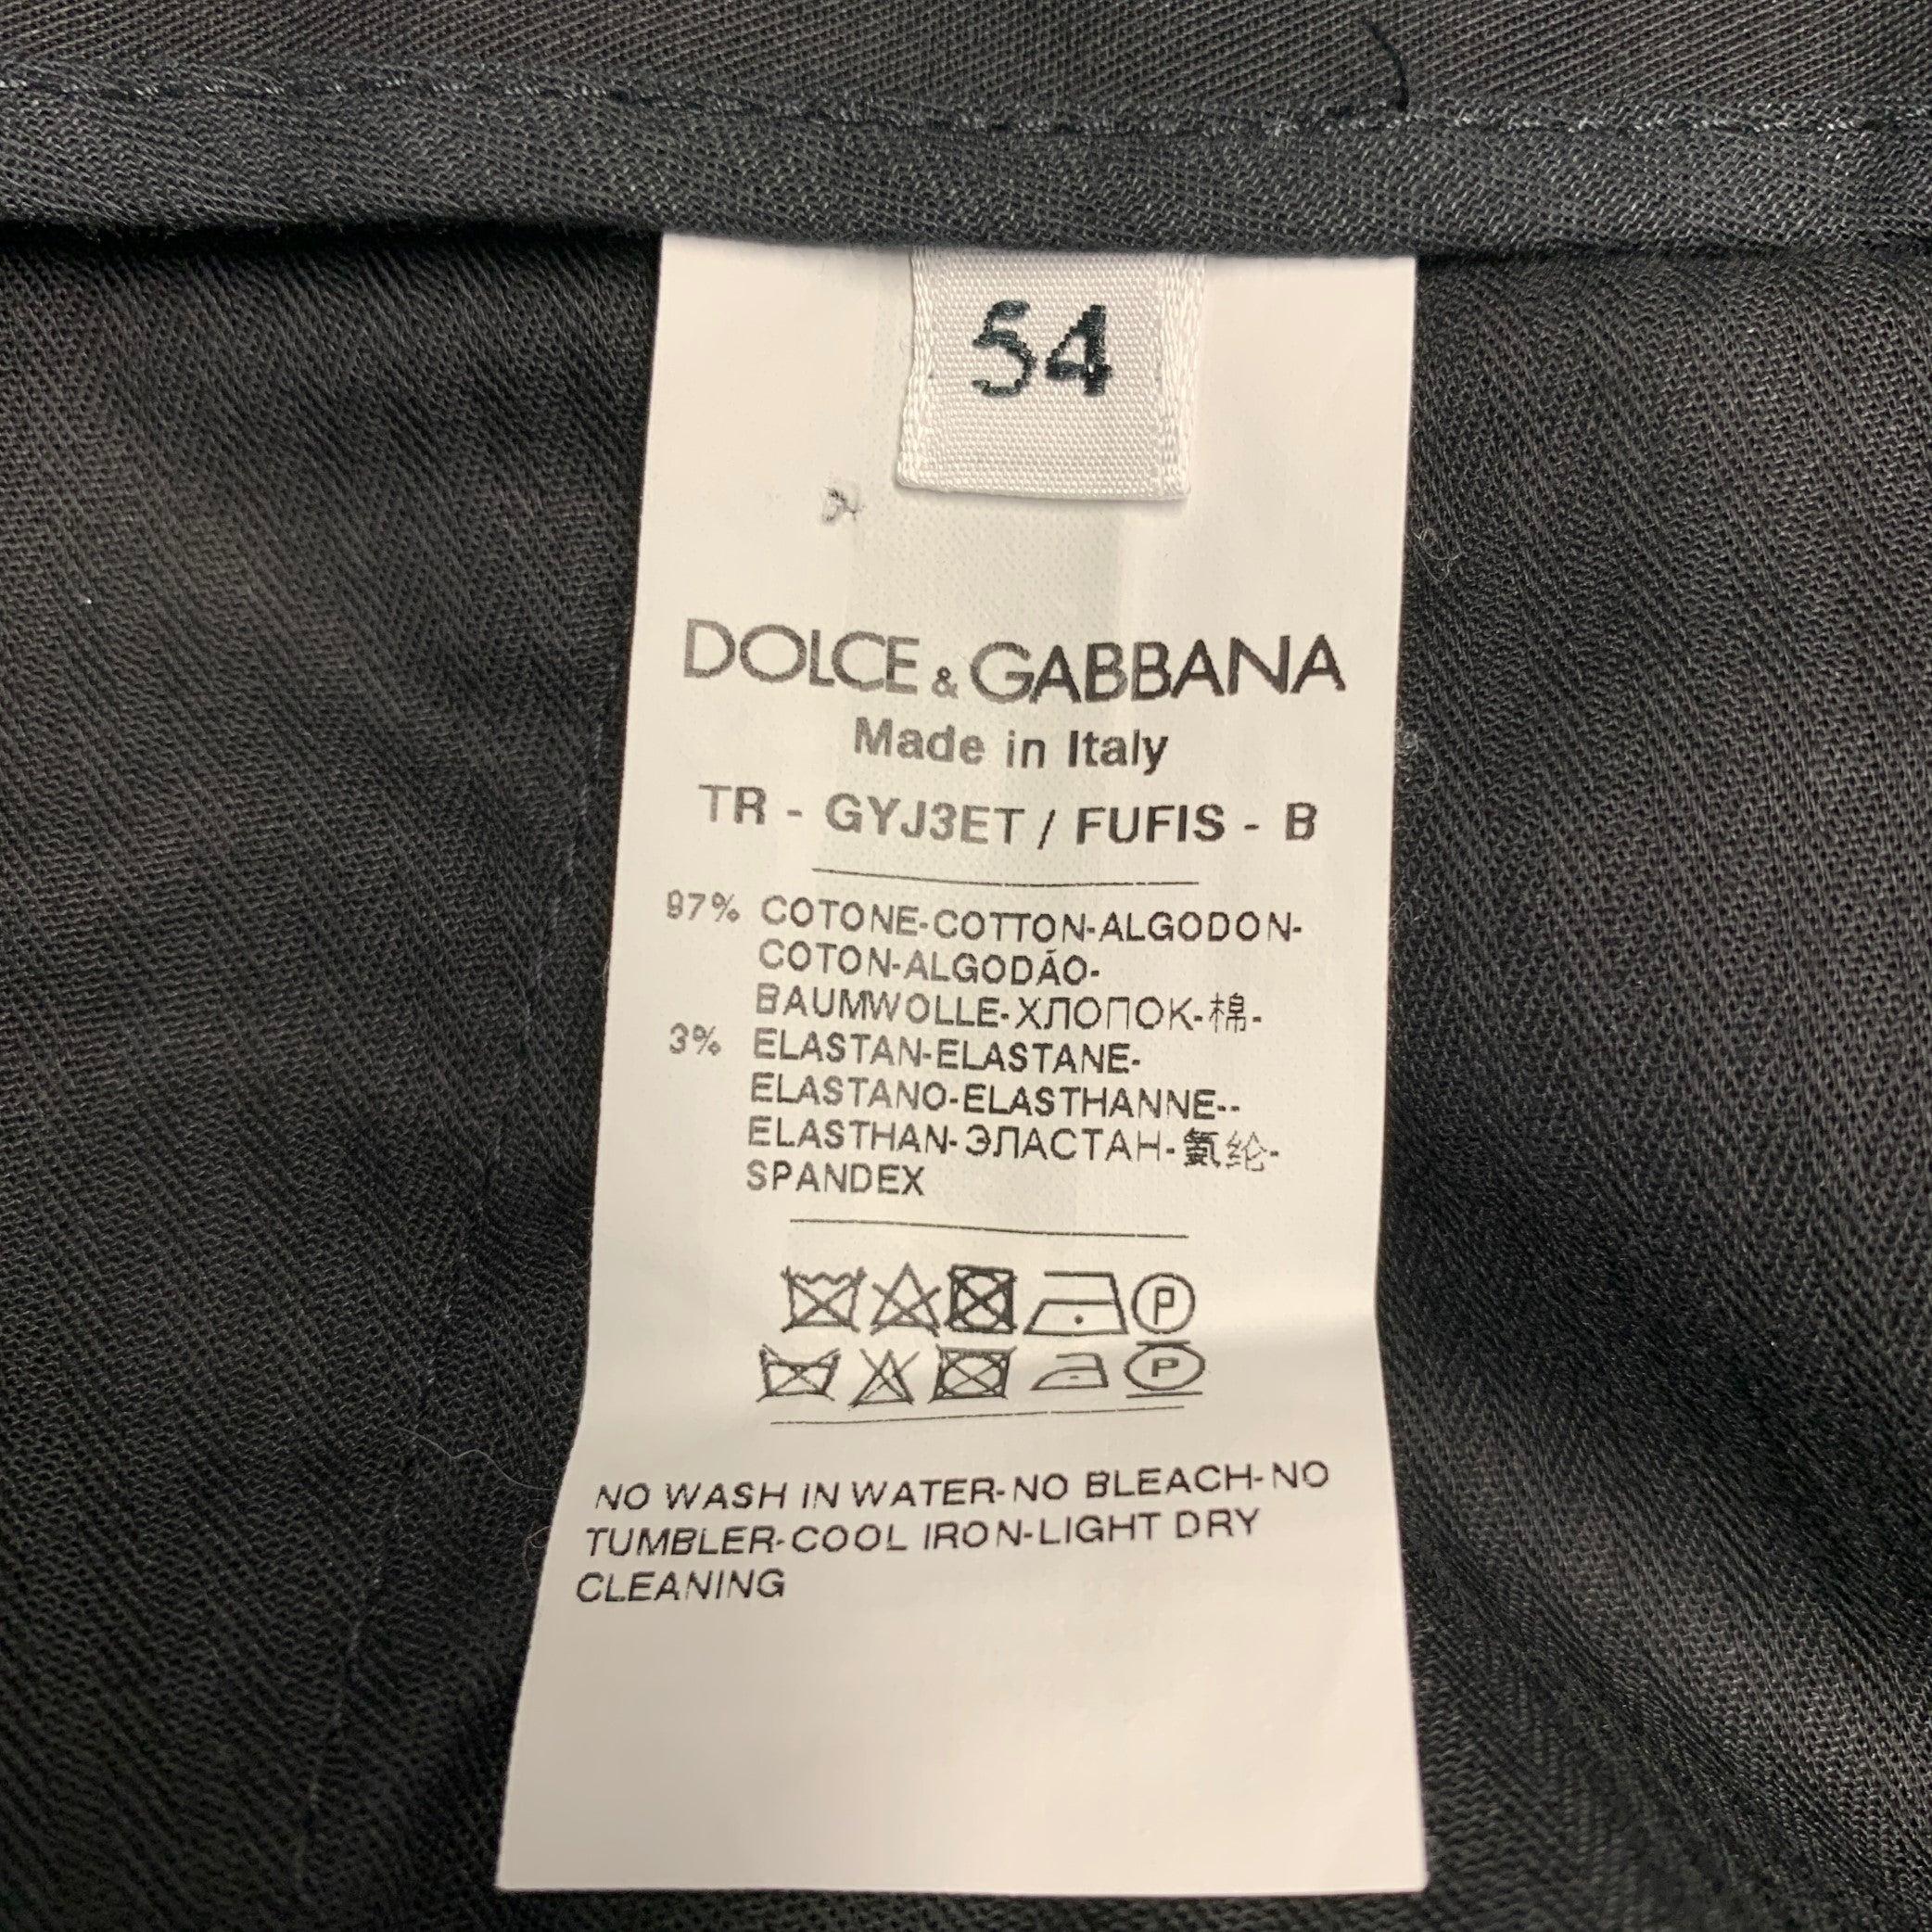 54
DOLCE & GABBANA
Made in Italy
TR - GYJ3ET / FUFIS - B
97% COTONE-COTTON-ALGODON-
COTON-ALGODÃO-
BAUMWOLLE-ХЛОПОК-棉-
3% ELASTAN-ELASTANE-
ELASTANO-ELASTHANNE--
ELASTHAN-ЭЛАСТАН-氨纶-
SPANDEX
P
P
NO WASH IN WATER-NO BLEACH-NO
TUMBLER-COOL IRON-LIGHT DRY
CLEANING